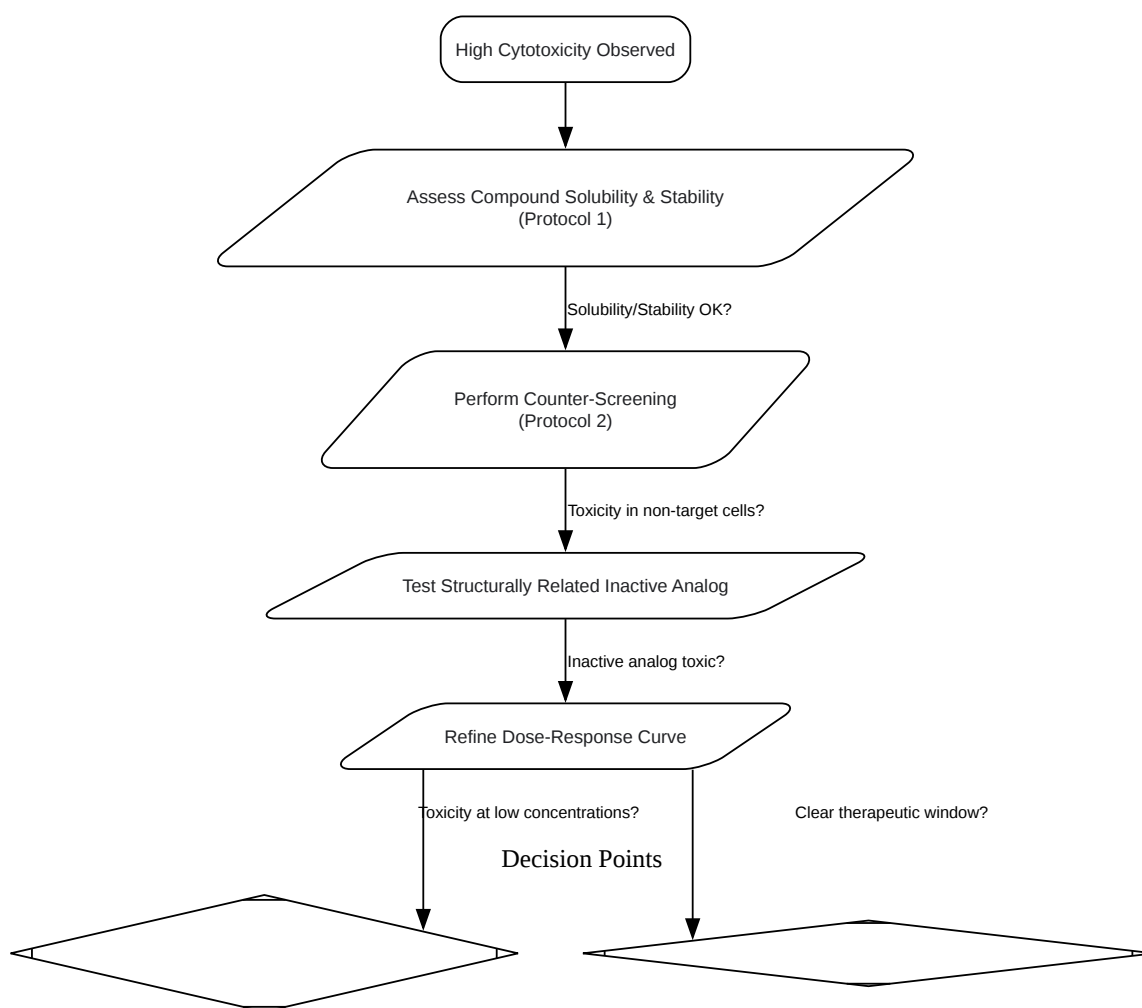 High Cytotoxicity Observed
Assess Compound Solubility & Stability
(Protocol 1)
Solubility/Stability OK?
Perform Counter-Screening
(Protocol 2)
Toxicity in non-target cells?
Test Structurally Related Inactive Analog
Inactive analog toxic?
Refine Dose-Response Curve
Toxicity at low concentrations?
Clear therapeutic window?
Decision Points